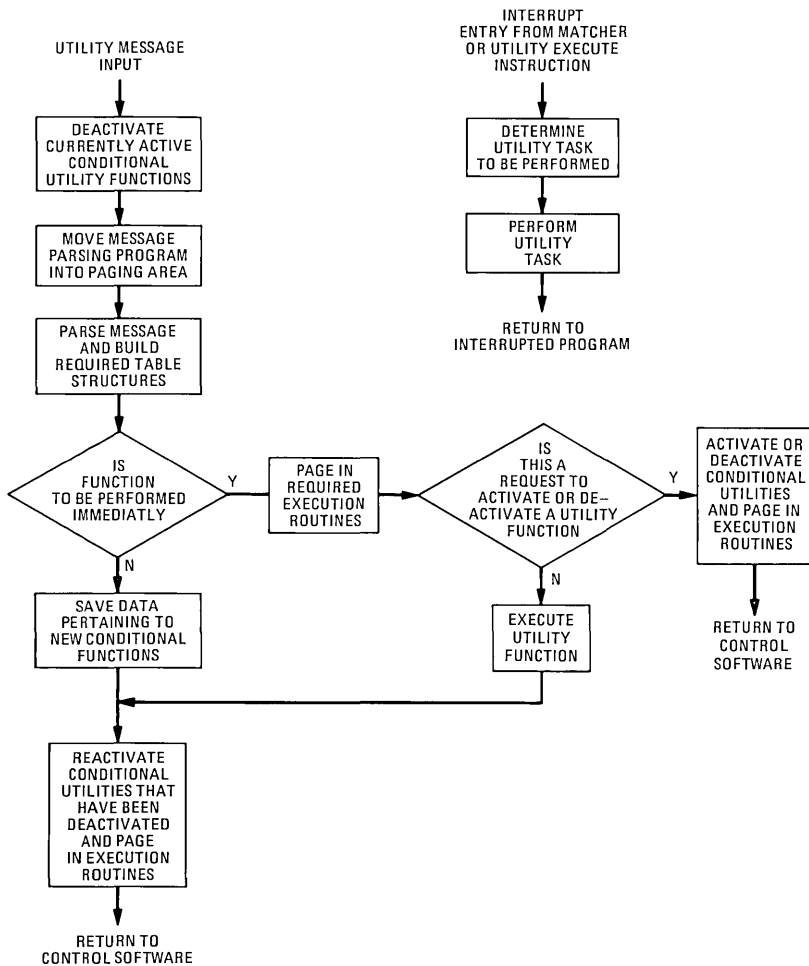 UTILITY MESSAGE
INPUT
DEACTIVATE
CURRENTLY ACTIVE
CONDITIONAL
UTILITY FUNCTIONS
MOVE MESSAGE
PARSING PROGRAM
INTO PAGING AREA
PARSE MESSAGE
AND BUILD
REQUIRED TABLE
STRUCTURES
IS
FUNCTION
TO BE PERFORMED
IMMEDIATLY
Y
N
PAGE IN
REQUIRED
EXECUTION
ROUTINES
IS
THIS A
REQUEST TO
ACTIVATE OR DE-
ACTIVATE A UTILITY
FUNCTION
Y
N
ACTIVATE OR
DEACTIVATE
CONDITIONAL
UTILITIES
AND PAGE IN
EXECUTION
ROUTINES
RETURN TO
CONTROL
SOFTWARE
EXECUTE
UTILITY
FUNCTION
SAVE DATA
PERTAINING TO
NEW CONDITIONAL
FUNCTIONS
REACTIVATE
CONDITIONAL
UTILITIES THAT
HAVE BEEN
DEACTIVATED
AND PAGE
IN EXECUTION
ROUTINES
RETURN TO
CONTROL SOFTWARE
INTERRUPT
ENTRY FROM MATCHER
OR UTILITY EXECUTE
INSTRUCTION
DETERMINE
UTILITY TASK
TO BE PERFORMED
PERFORM
UTILITY
TASK
RETURN TO
INTERRUPTED PROGRAM